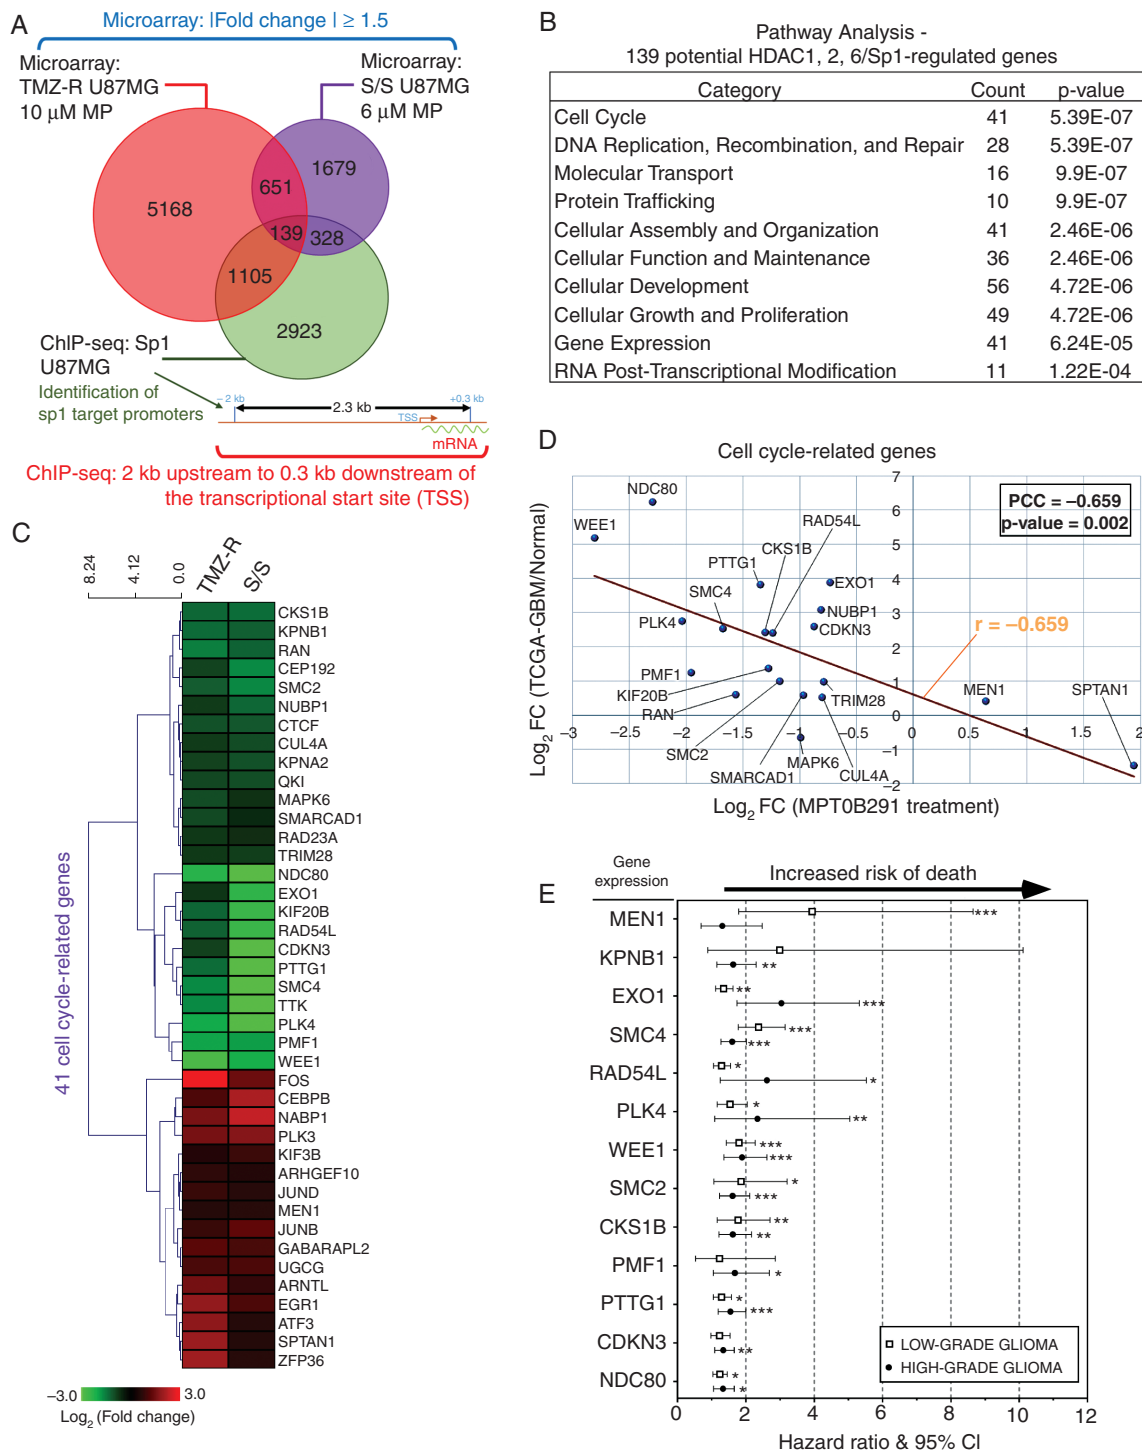 A
Microarray: |Fold change | ≥ 1.5
Microarray:
TMZ-R U87MG
10 μM MP
Microarray:
S/S U87MG
6 μM MP
1679
651
5168
139
328
1105
2923
ChIP-seq: Sp1
U87MG
Identification of
sp1 target promoters
– 2 kb
+0.3 kb
2.3 kb
TSS
mRNA
ChIP-seq: 2 kb upstream to 0.3 kb downstream of
the transcriptional start site (TSS)
B
Pathway Analysis -
139 potential HDAC1, 2, 6/Sp1-regulated genes
Category Count p-value
Cell Cycle 41 5.39E-07
DNA Replication, Recombination, and Repair 28 5.39E-07
Molecular Transport 16 9.9E-07
Protein Trafficking 10 9.9E-07
Cellular Assembly and Organization 41 2.46E-06
Cellular Function and Maintenance 36 2.46E-06
Cellular Development 56 4.72E-06
Cellular Growth and Proliferation 49 4.72E-06
Gene Expression 41 6.24E-05
RNA Post-Transcriptional Modification 11 1.22E-04
C
8.24
4.12
0.0
TMZ-R
S/S
41 cell cycle-related genes
CKS1B
KPNB1
RAN
CEP192
SMC2
NUBP1
CTCF
CUL4A
KPNA2
QKI
MAPK6
SMARCAD1
RAD23A
TRIM28
NDC80
EXO1
KIF20B
RAD54L
CDKN3
PTTG1
SMC4
TTK
PLK4
PMF1
WEE1
FOS
CEBPB
NABP1
PLK3
KIF3B
ARHGEF10
JUND
MEN1
JUNB
GABARAPL2
UGCG
ARNTL
EGR1
ATF3
SPTAN1
ZFP36
–3.0
3.0
Log2 (Fold change)
D
Cell cycle-related genes
Log2 FC (TCGA-GBM/Normal)
7
6
5
4
3
2
1
0
–1
–2
–3 –2.5 –2 –1.5 –1 –0.5 0 0.5 1 1.5 2
PCC = –0.659
p-value = 0.002
r = –0.659
NDC80
WEE1
RAD54L
CKS1B
PTTG1
EXO1
SMC4
NUBP1
PLK4
CDKN3
PMF1
KIF20B
RAN
TRIM28
MEN1
SPTAN1
SMC2
MAPK6
SMARCAD1
CUL4A
Log2 FC (MPT0B291 treatment)
E
Gene
expression
Increased risk of death
MEN1
***
KPNB1
**
EXO1
**
***
SMC4
***
***
RAD54L
*
*
PLK4
*
**
WEE1
***
***
SMC2
*
***
CKS1B
**
**
PMF1
*
PTTG1
*
***
CDKN3
**
NDC80
*
*
LOW-GRADE GLIOMA
HIGH-GRADE GLIOMA
0 2 4 6 8 10 12
Hazard ratio & 95% CI